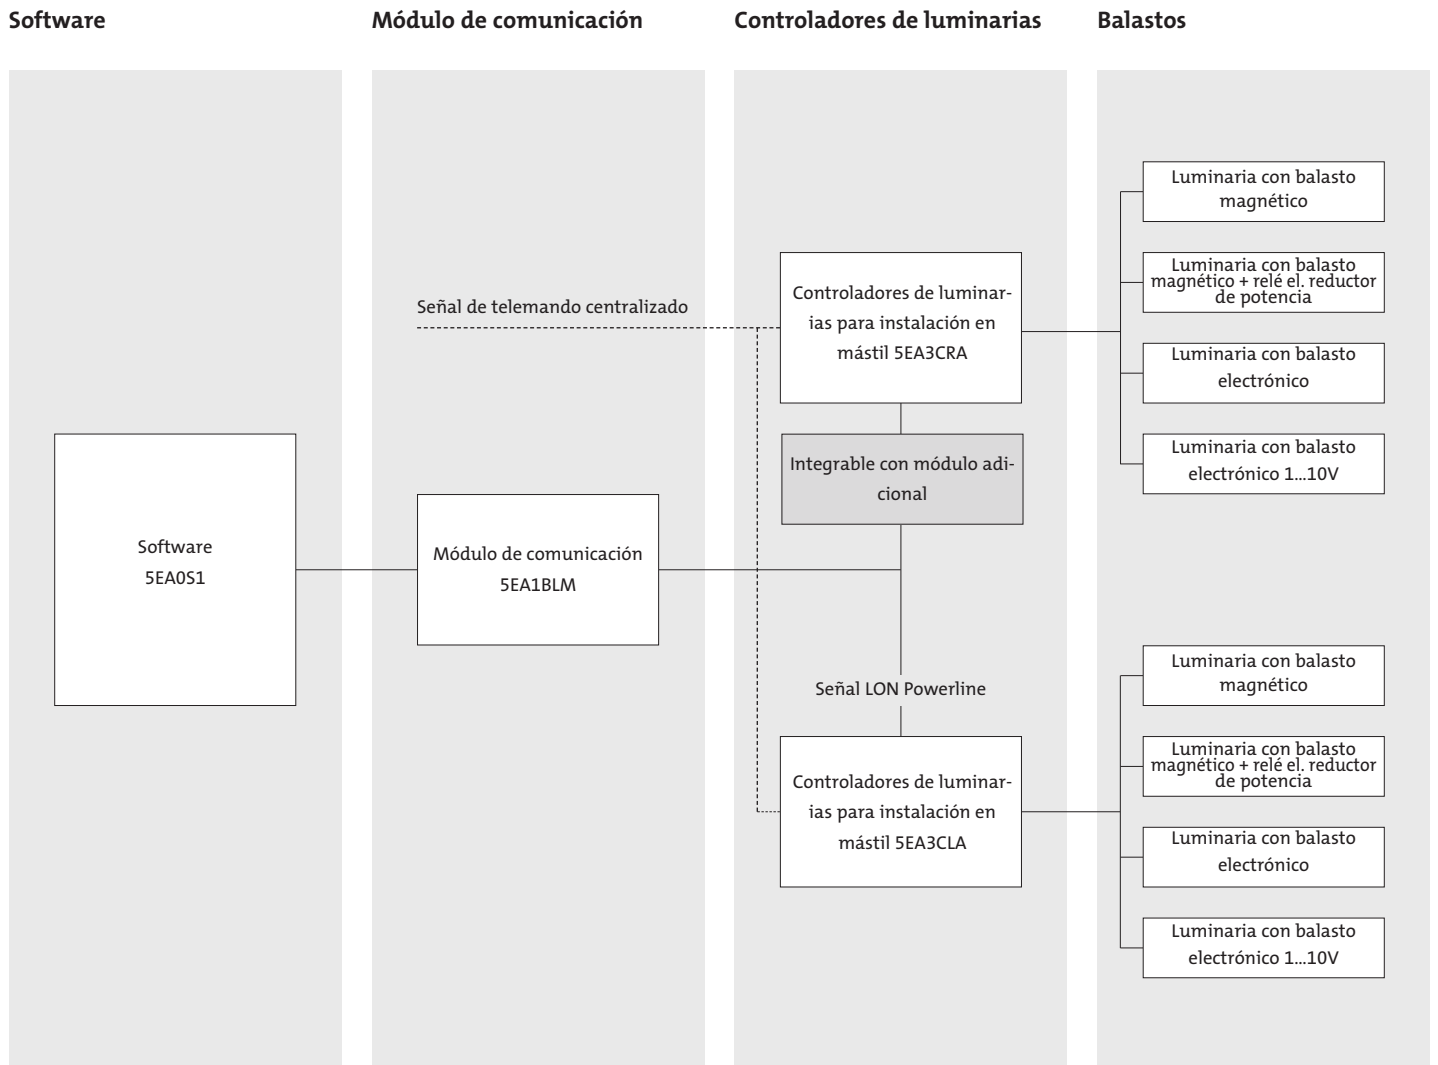 Software
Módulo de comunicación
Controladores de luminarias
Balastos
Software
5EA0S1
Señal de telemando centralizado
Módulo de comunicación
5EA1BLM
Controladores de luminar-
ias para instalación en
mástil 5EA3CRA
Integrable con módulo adi-
cional
Señal LON Powerline
Controladores de luminar-
ias para instalación en
mástil 5EA3CLA
Luminaria con balasto
magnético
Luminaria con balasto
magnético + relé el. reductor
de potencia
Luminaria con balasto
electrónico
Luminaria con balasto
electrónico 1...10V
Luminaria con balasto
magnético
Luminaria con balasto
magnético + relé el. reductor
de potencia
Luminaria con balasto
electrónico
Luminaria con balasto
electrónico 1...10V